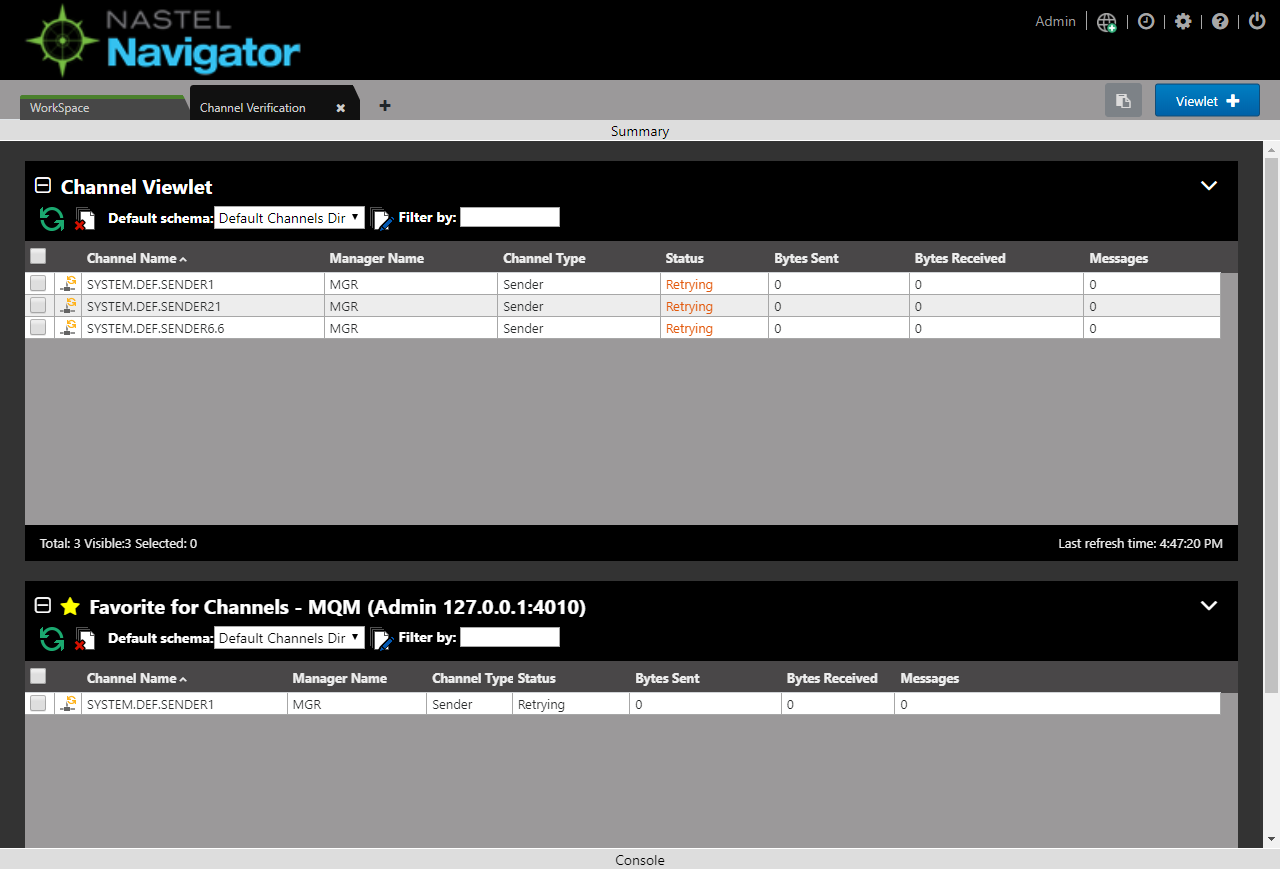 NASTEL
Navigator
Admin
WorkSpace
Channel Verification
Viewlet
Summary
Channel Viewlet
Default schema: Default Channels Dir Filter by:
Channel Name Manager Name Channel Type Status Bytes Sent Bytes Received Messages
SYSTEM.DEF.SENDER1 MGR Sender Retrying 0 0 0
SYSTEM.DEF.SENDER21 MGR Sender Retrying 0 0 0
SYSTEM.DEF.SENDER6.6 MGR Sender Retrying 0 0 0
Total: 3 Visible:3 Selected: 0 Last refresh time: 4:47:20 PM
Favorite for Channels - MQM (Admin 127.0.0.1:4010)
Default schema: Default Channels Dir Filter by:
Channel Name Manager Name Channel Type Status Bytes Sent Bytes Received Messages
SYSTEM.DEF.SENDER1 MGR Sender Retrying 0 0 0
Console